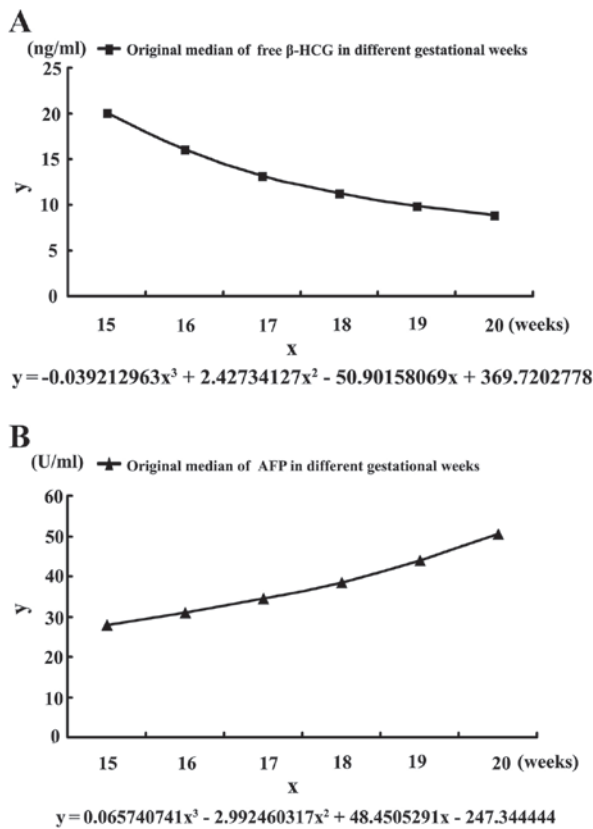 A
(ng/ml) Original median of free β-HCG in different gestational weeks
25
20
15
10
5
0
y
15 16 17 18 19 20 (weeks)
x
y=-0.039212963x³ + 2.42734127x² - 50.90158069x + 369.7202778
B
(U/ml) Original median of AFP in different gestational weeks
60
50
40
30
20
10
0
y
15 16 17 18 19 20 (weeks)
x
y=0.065740741x³ - 2.992460317x² + 48.4505291x - 247.344444